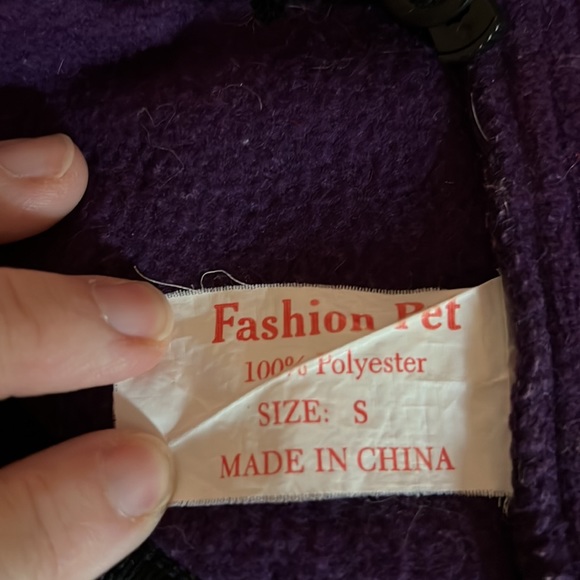 Fashion Pet
100% Polyester
SIZE: S
MADE IN CHINA